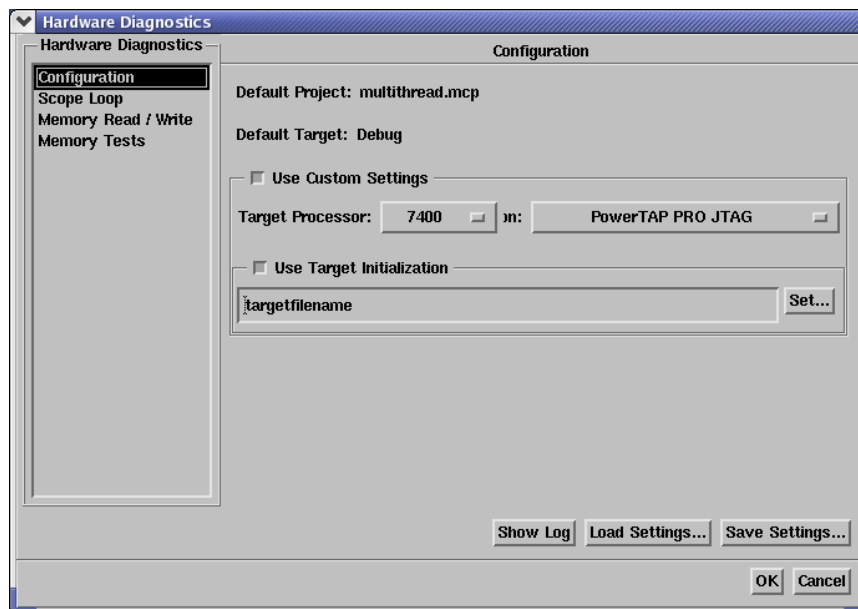 Hardware Diagnostics
Hardware Diagnostics
Configuration
Scope Loop
Memory Read / Write
Memory Tests
Configuration
Default Project: multithread.mcp
Default Target: Debug
Use Custom Settings
Target Processor: 7400 on: PowerTAP PRO JTAG
Use Target Initialization
targetfilename Set...
Show Log Load Settings... Save Settings...
OK Cancel